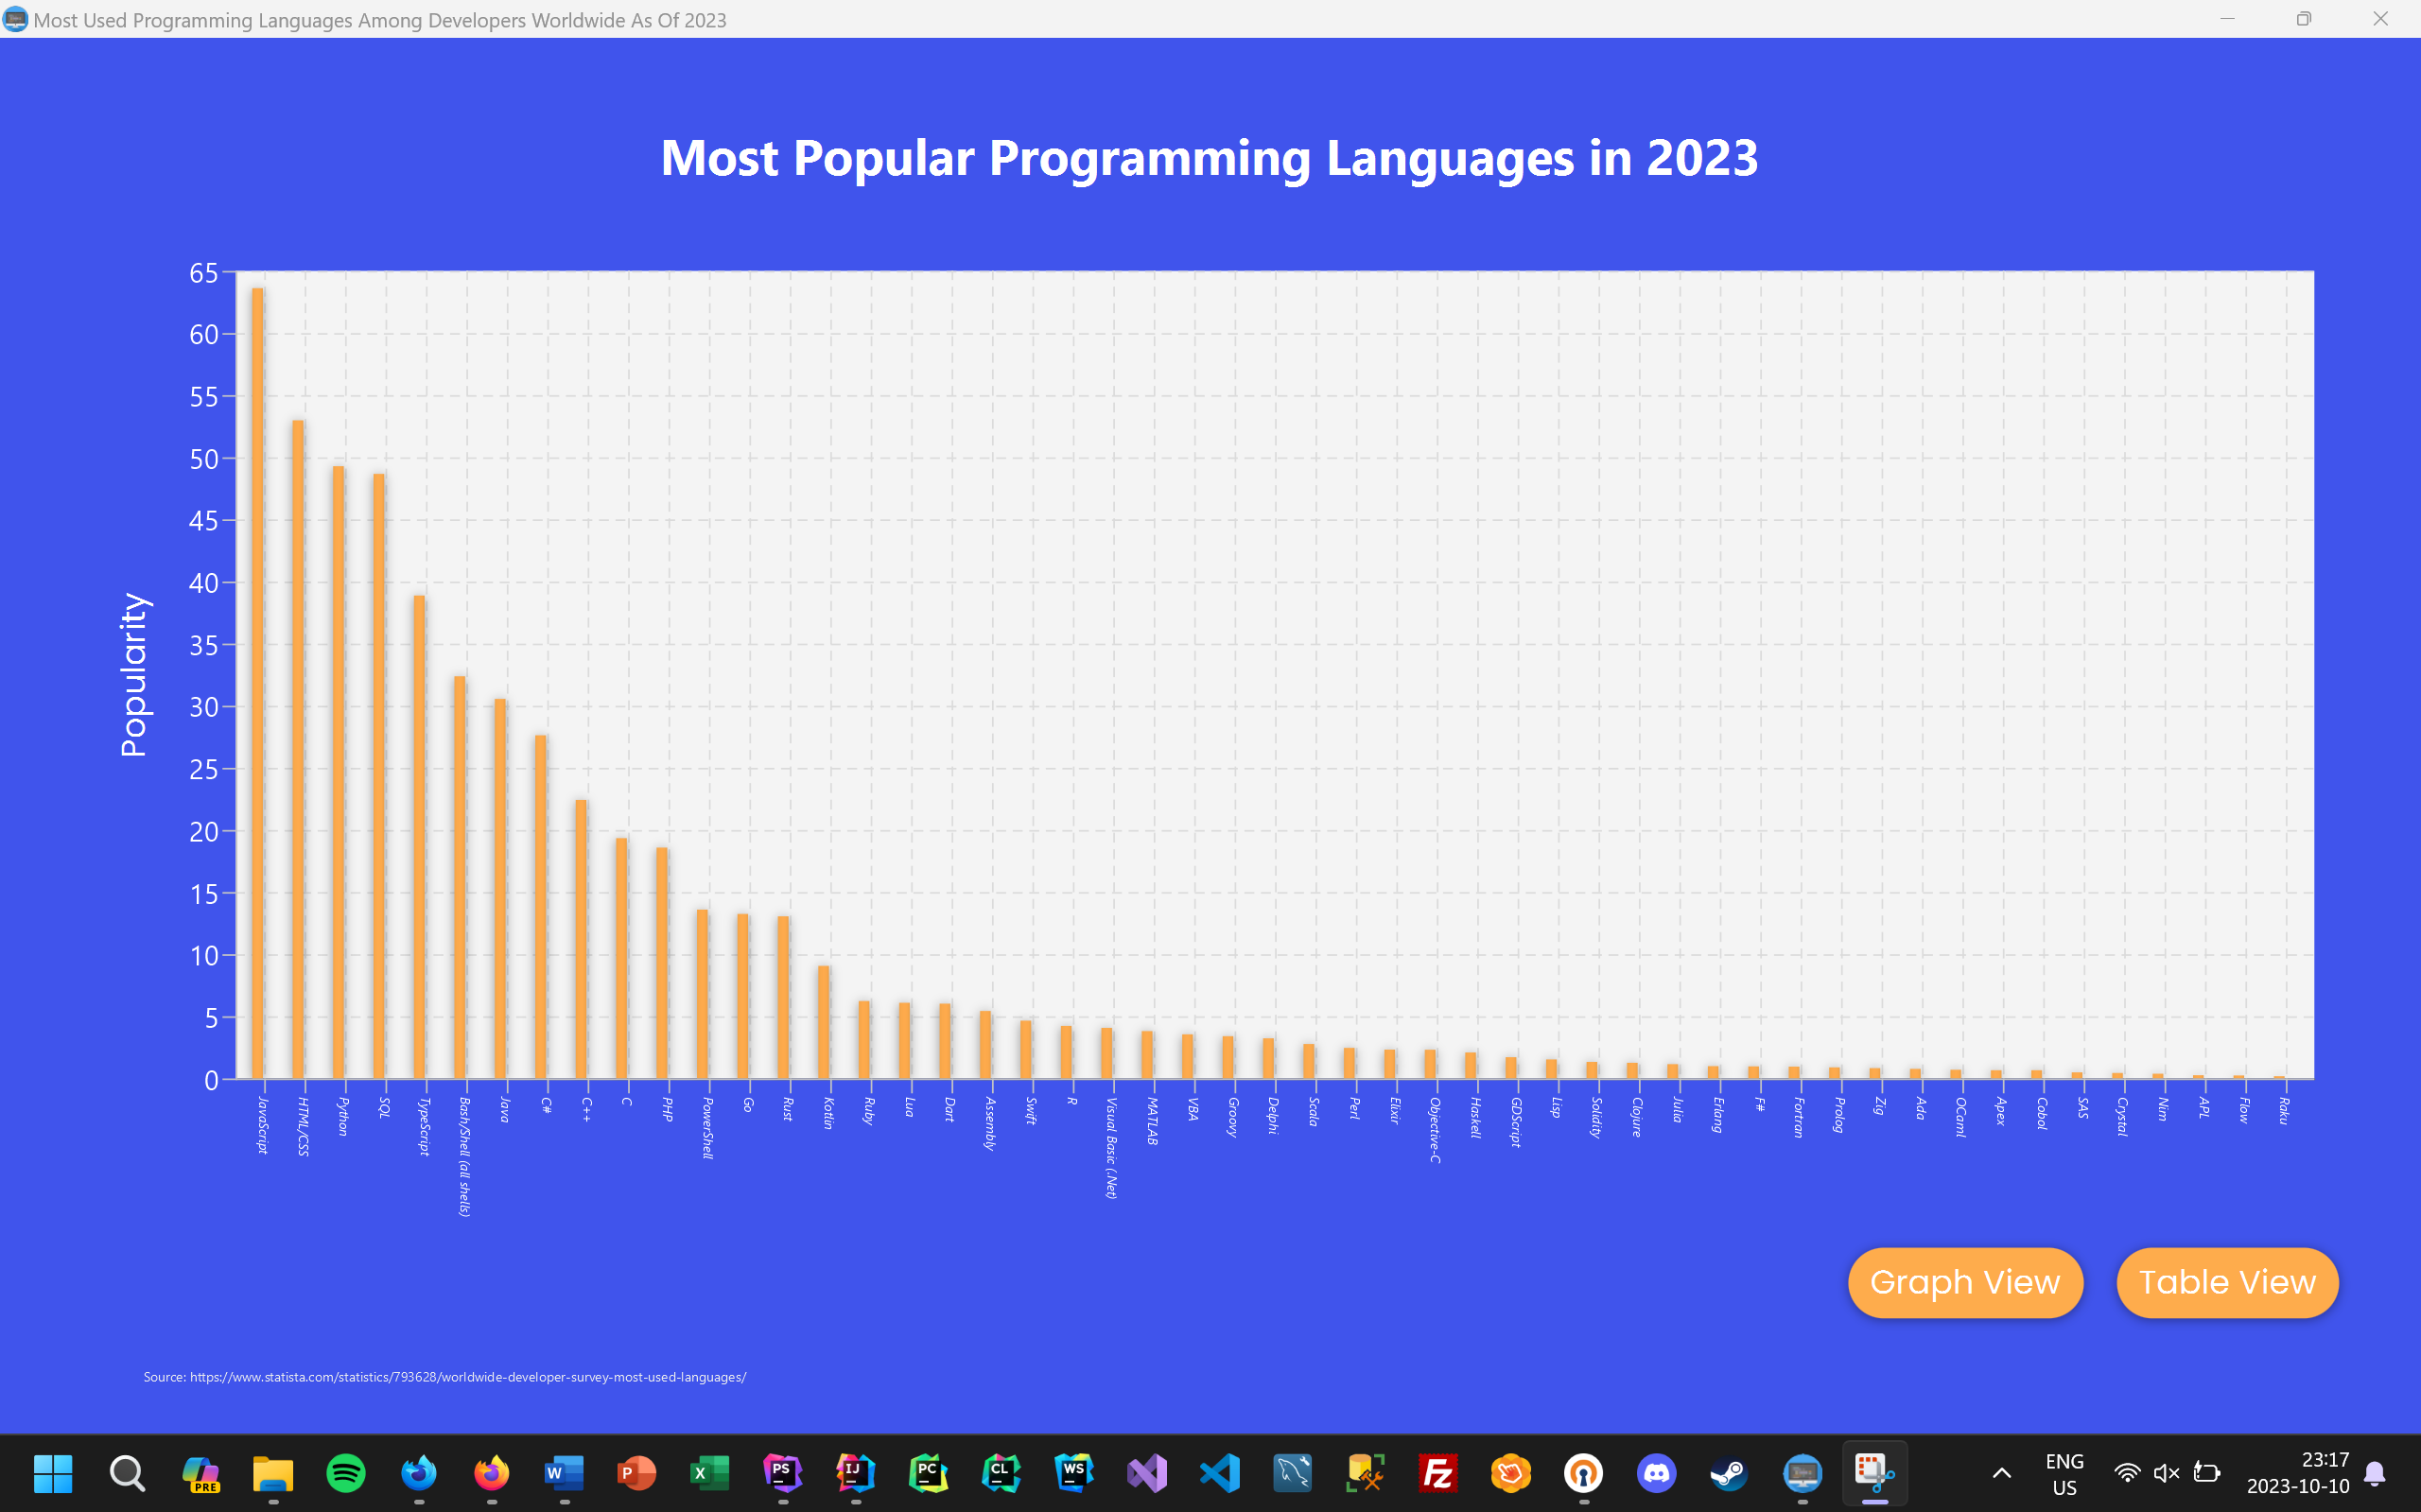 Most Used Programming Languages Among Developers Worldwide As Of 2023
Most Popular Programming Languages in 2023
65
60
55
50
45
40
35
30
25
20
15
10
5
0
Popularity
JavaScript
HTML/CSS
Python
SQL
TypeScript
Bash/Shell (all shells)
Java
C#
C++
C
PHP
PowerShell
Go
Rust
Kotlin
Ruby
Lua
Dart
Assembly
Swift
R
Visual Basic (.Net)
MATLAB
VBA
Groovy
Delphi
Scala
Perl
Elixir
Objective-C
Haskell
GDScript
Lisp
Solidity
Clojure
Julia
Erlang
F#
Fortran
Prolog
Zig
Ada
OCaml
Apex
Cobol
SAS
Crystal
Nim
APL
Flow
Raku
Graph View
Table View
Source: https://www.statista.com/statistics/793628/worldwide-developer-survey-most-used-languages/
PRE
W
P
X
PS
IJ
PC
CL
WS
FZ
ENG
US
23:17
2023-10-10